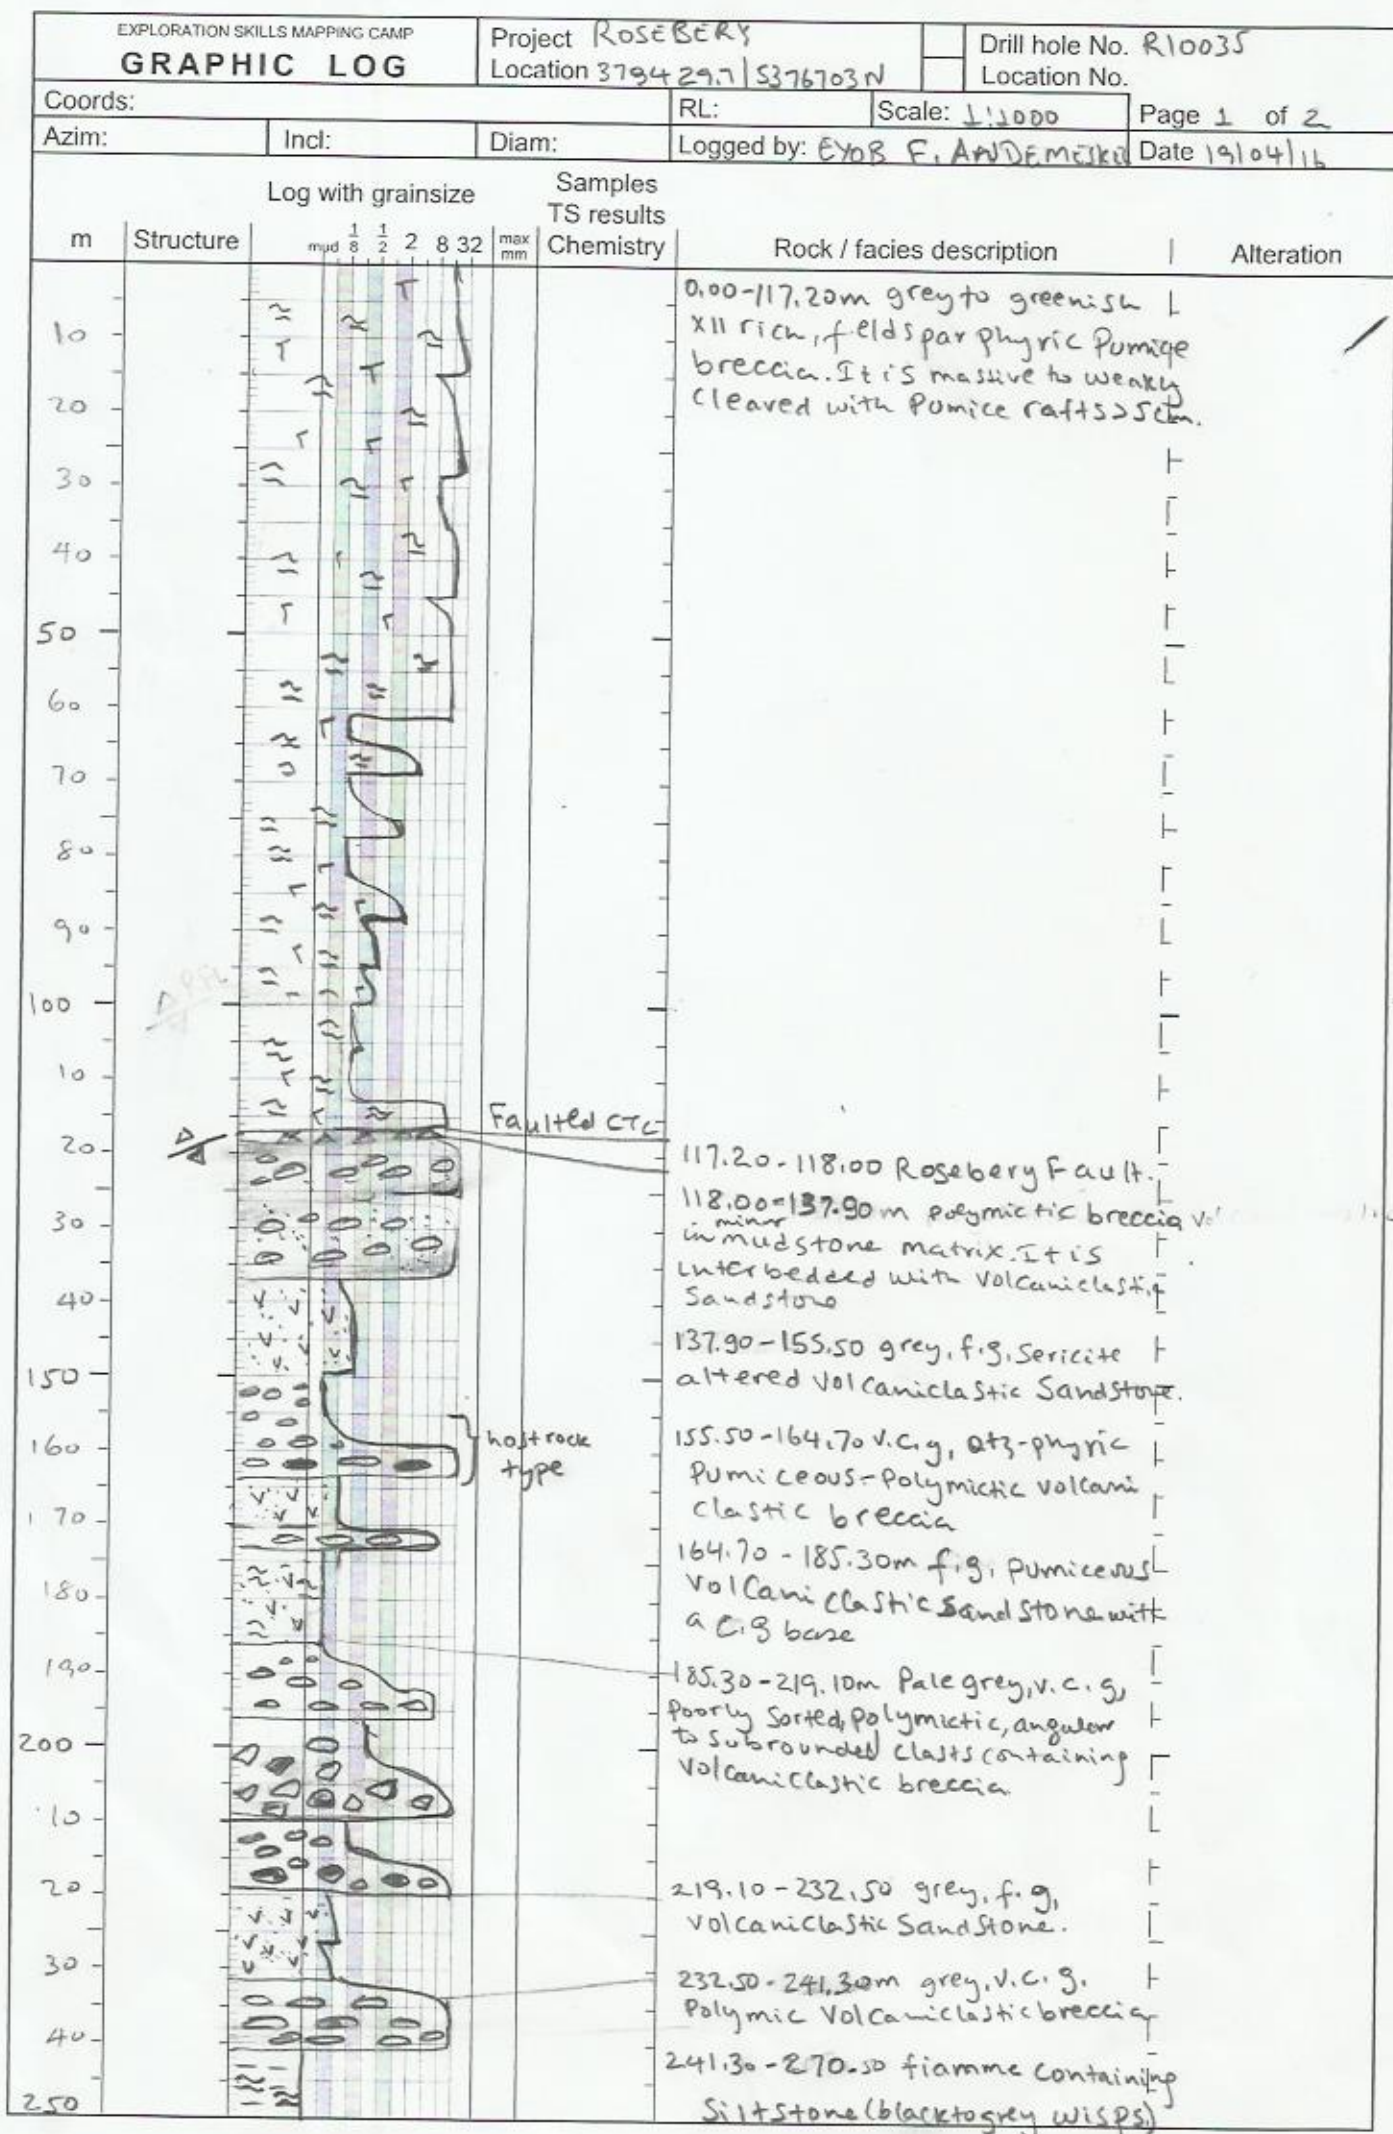 EXPLORATION SKILLS MAPPING CAMP
GRAPHIC LOG
Project ROSEBERY
Location 379429.7 | 5376703N
Drill hole No. R10035
Location No.
Coords:
RL:
Scale: 1:1000
Page 1 of 2
Azim:
Incl:
Diam:
Logged by: EYOB F.
Date 19/04/16
Log with grainsize
Samples
TS results
m
Structure
mud 1/8 1/2 2 8 32
max
mm
Chemistry
Rock / facies description
Alteration
0.00-117.20m grey to greenish
xll rich, feldspar phyric Pumice
breccia. It is massive to weakly
cleaved with Pumice rafts >5cm.
10
20
30
40
50
60
70
80
90
100
10
Faulted CTC
20
117.20-118.00 Rosebery Fault.
118.00-137.90m polymictic breccia
minor
in mudstone matrix. It is
interbedded with volcaniclastic
Sandstone
30
40
137.90-155.50 grey, f.g, Sericite
altered volcaniclastic Sandstone.
150
host rock
type
155.50-164.70 v.c.g, qtz-phyric
Pumiceous-Polymictic volcani
clastic breccia
160
170
164.70-185.30m f.g, pumiceous
volcaniclastic sandstone with
a c.g base
180
190
185.30-219.10m Pale grey, v.c.g,
Poorly Sorted, polymictic, angular
to subrounded clasts containing
volcaniclastic breccia
200
10
20
219.10-232.50 grey, f.g,
volcaniclastic Sandstone.
30
232.50-241.30m grey, v.c.g.
Polymic Volcaniclastic breccia
40
241.30-270.50 fiamme containing
Siltstone (black to grey wisps)
250